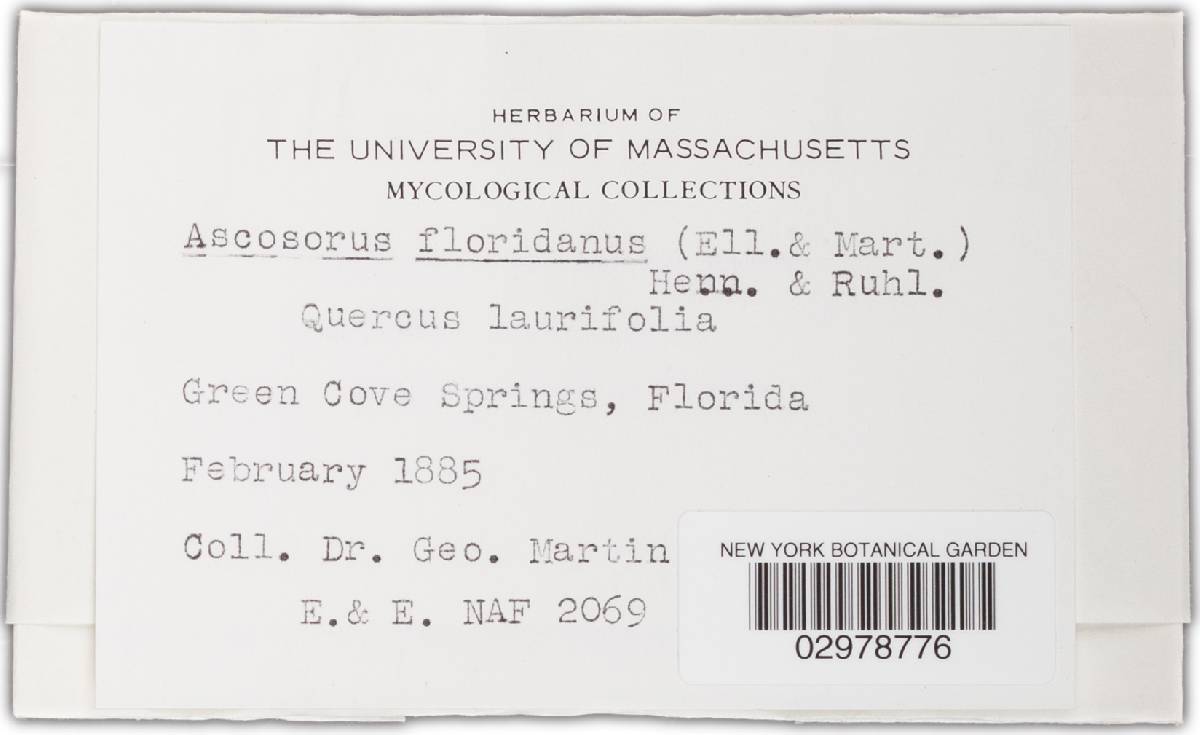 HERBARIUM OF
THE UNIVERSITY OF MASSACHUSETTS
MYCOLOGICAL COLLECTIONS
Ascosorus floridanus (Ell.& Mart.)
Henn. & Ruhl.
Quercus laurifolia
Green Cove Springs, Florida
February 1885
Coll. Dr. Geo. Martin
E.& E. NAF 2069
NEW YORK BOTANICAL GARDEN
02978776